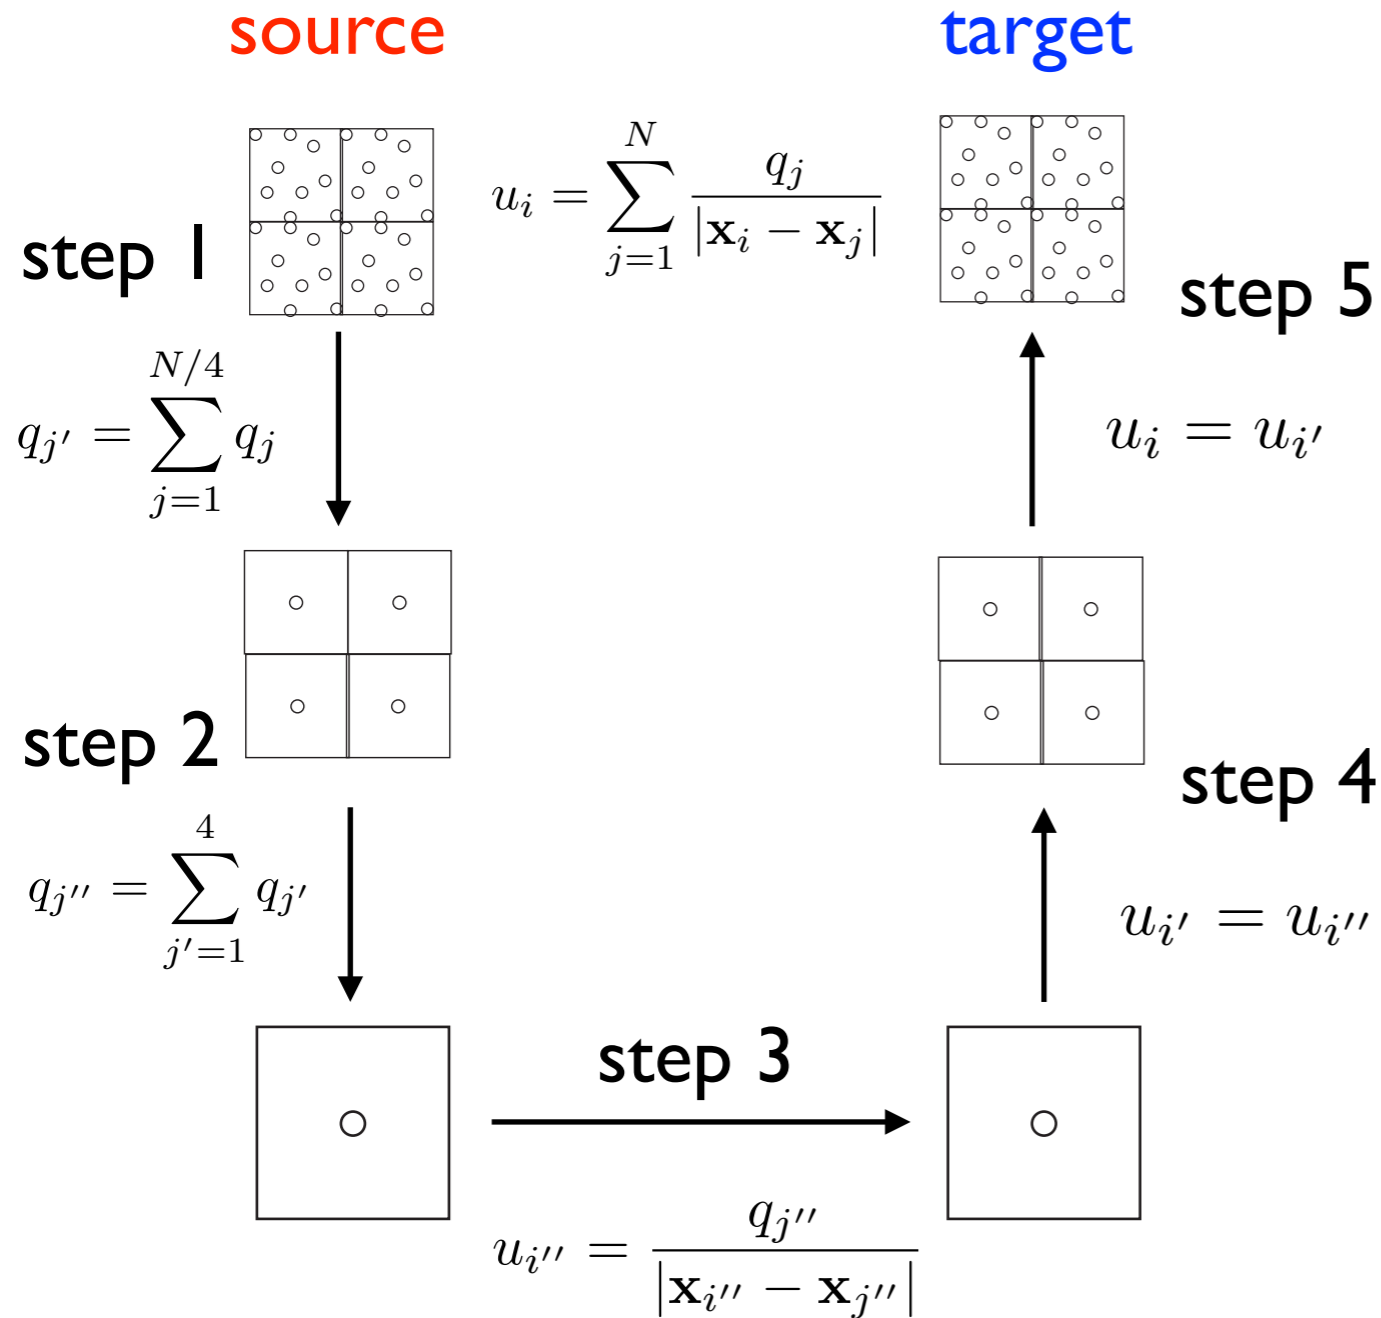 source
target
u_i = \sum_{j=1}^{N} \frac{q_j}{|\mathbf{x}_i - \mathbf{x}_j|}
step 1
step 5
q_{j'} = \sum_{j=1}^{N/4} q_j
u_i = u_{i'}
step 2
step 4
q_{j''} = \sum_{j'=1}^{4} q_{j'}
u_{i'} = u_{i''}
step 3
u_{i''} = \frac{q_{j''}}{|\mathbf{x}_{i''} - \mathbf{x}_{j''}|}